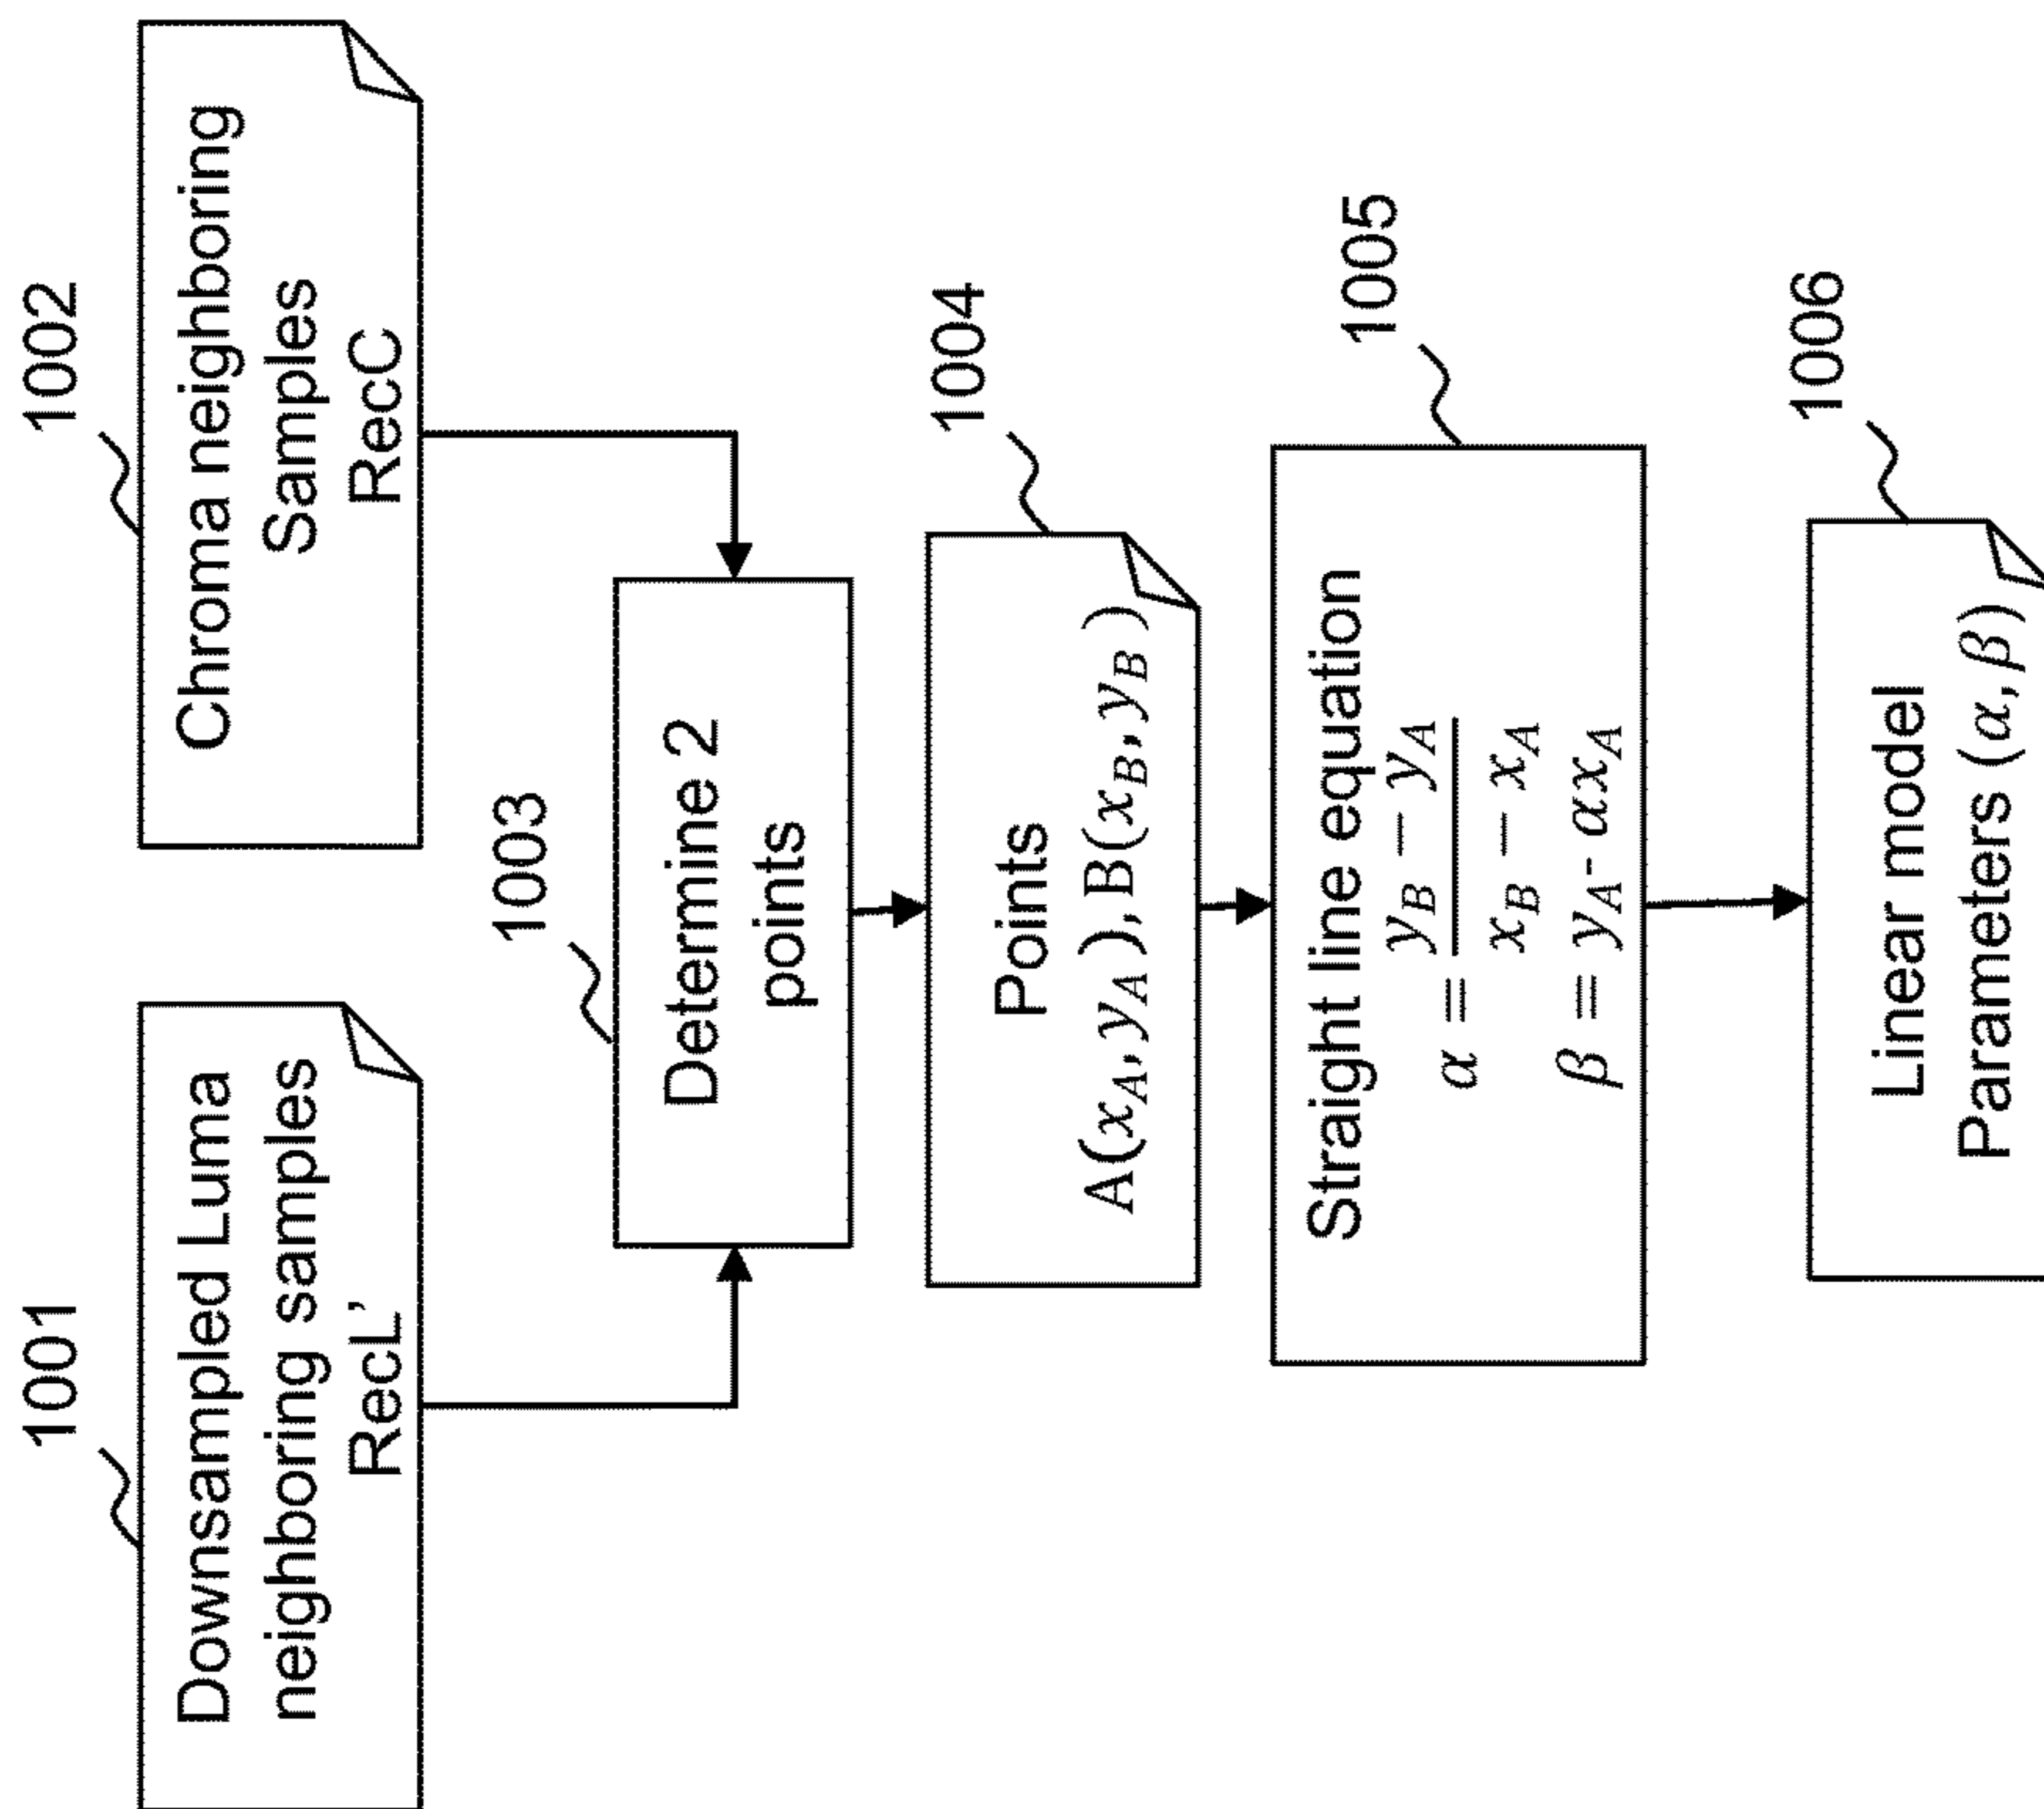 1001
Downsampled Luma
neighboring samples
RecL’
1002
Chroma neighboring
Samples
RecC
1003
Determine 2
points
1004
Points
A(x_A, y_A), B(x_B, y_B)
1005
Straight line equation
α = (y_B − y_A) / (x_B − x_A)
β = y_A - αx_A
1006
Linear model
Parameters (α, β)